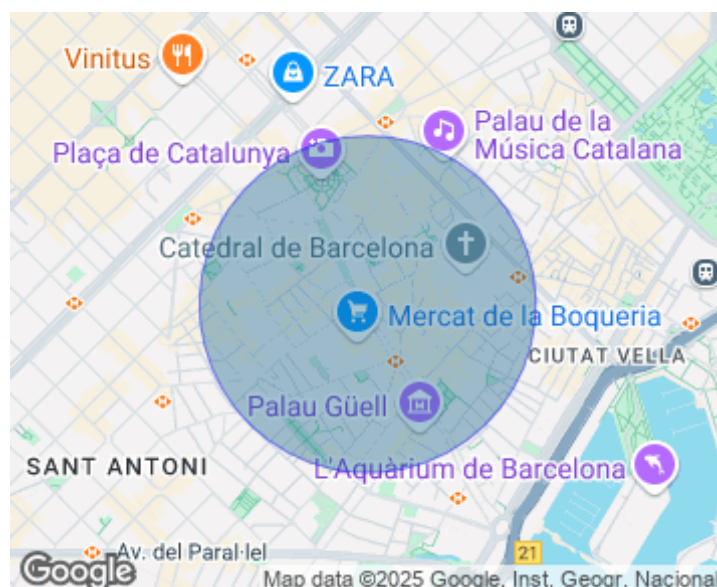 Vinitus
ZARA
Palau de la
Música Catalana
Plaça de Catalunya
Catedral de Barcelona
Mercat de la Boqueria
CIUTAT VELLA
Palau Güell
SANT ANTONI
L'Aquàrium de Barcelona
Av. del Paral·lel
21
Google
Map data ©2025 Google, Inst. Geogr. Nacional